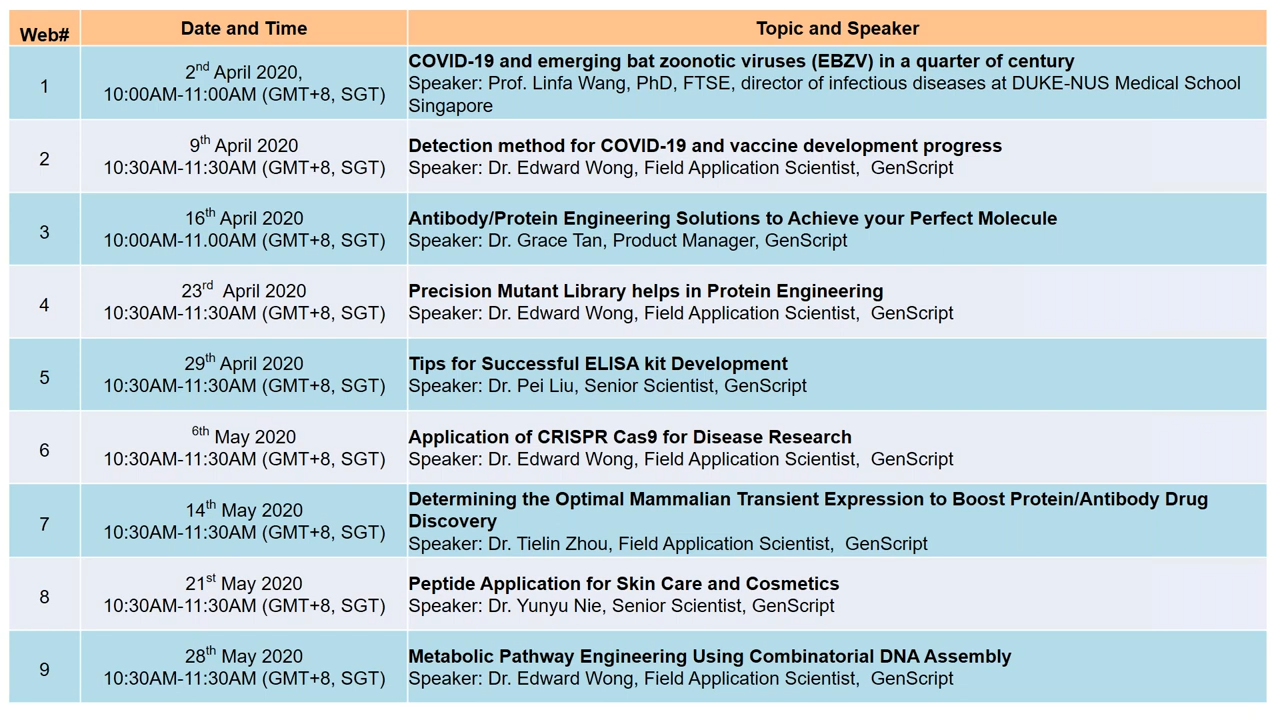 Web#
Date and Time
Topic and Speaker
1
2nd April 2020,
10:00AM-11:00AM (GMT+8, SGT)
COVID-19 and emerging bat zoonotic viruses (EBZV) in a quarter of century
Speaker: Prof. Linfa Wang, PhD, FTSE, director of infectious diseases at DUKE-NUS Medical School
Singapore
2
9th April 2020
10:30AM-11:30AM (GMT+8, SGT)
Detection method for COVID-19 and vaccine development progress
Speaker: Dr. Edward Wong, Field Application Scientist, GenScript
3
16th April 2020
10:00AM-11.00AM (GMT+8, SGT)
Antibody/Protein Engineering Solutions to Achieve your Perfect Molecule
Speaker: Dr. Grace Tan, Product Manager, GenScript
4
23rd April 2020
10:30AM-11:30AM (GMT+8, SGT)
Precision Mutant Library helps in Protein Engineering
Speaker: Dr. Edward Wong, Field Application Scientist, GenScript
5
29th April 2020
10:30AM-11:30AM (GMT+8, SGT)
Tips for Successful ELISA kit Development
Speaker: Dr. Pei Liu, Senior Scientist, GenScript
6
6th May 2020
10:30AM-11:30AM (GMT+8, SGT)
Application of CRISPR Cas9 for Disease Research
Speaker: Dr. Edward Wong, Field Application Scientist, GenScript
7
14th May 2020
10:30AM-11:30AM (GMT+8, SGT)
Determining the Optimal Mammalian Transient Expression to Boost Protein/Antibody Drug
Discovery
Speaker: Dr. Tielin Zhou, Field Application Scientist, GenScript
8
21st May 2020
10:30AM-11:30AM (GMT+8, SGT)
Peptide Application for Skin Care and Cosmetics
Speaker: Dr. Yunyu Nie, Senior Scientist, GenScript
9
28th May 2020
10:30AM-11:30AM (GMT+8, SGT)
Metabolic Pathway Engineering Using Combinatorial DNA Assembly
Speaker: Dr. Edward Wong, Field Application Scientist, GenScript